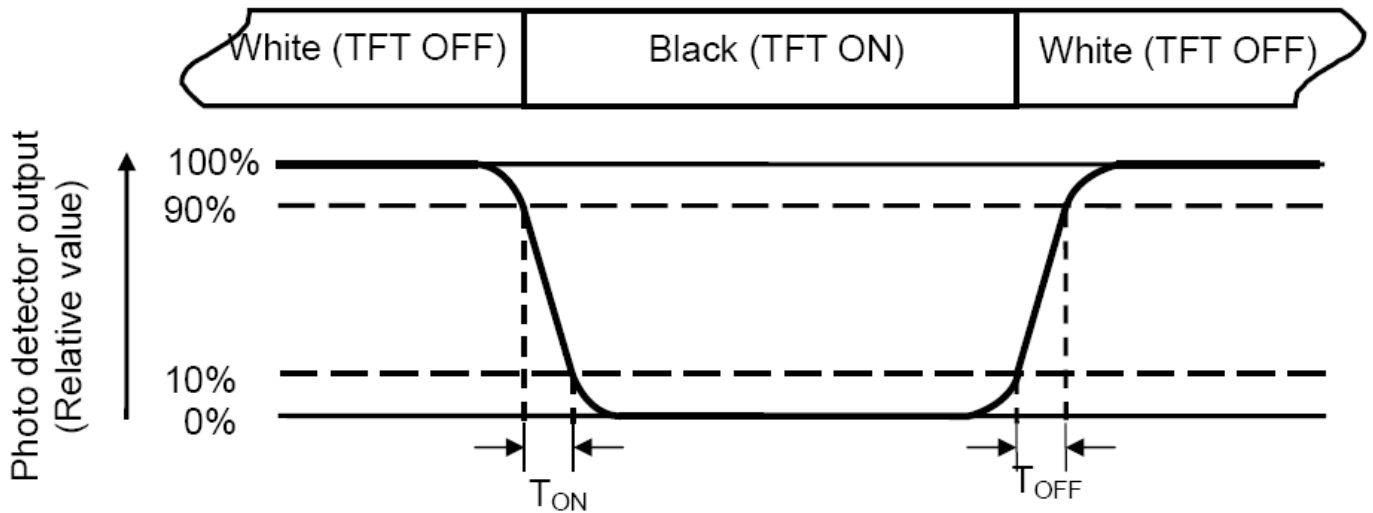 White (TFT OFF)
Black (TFT ON)
White (TFT OFF)
Photo detector output
(Relative value)
100%
90%
10%
0%
TON
TOFF